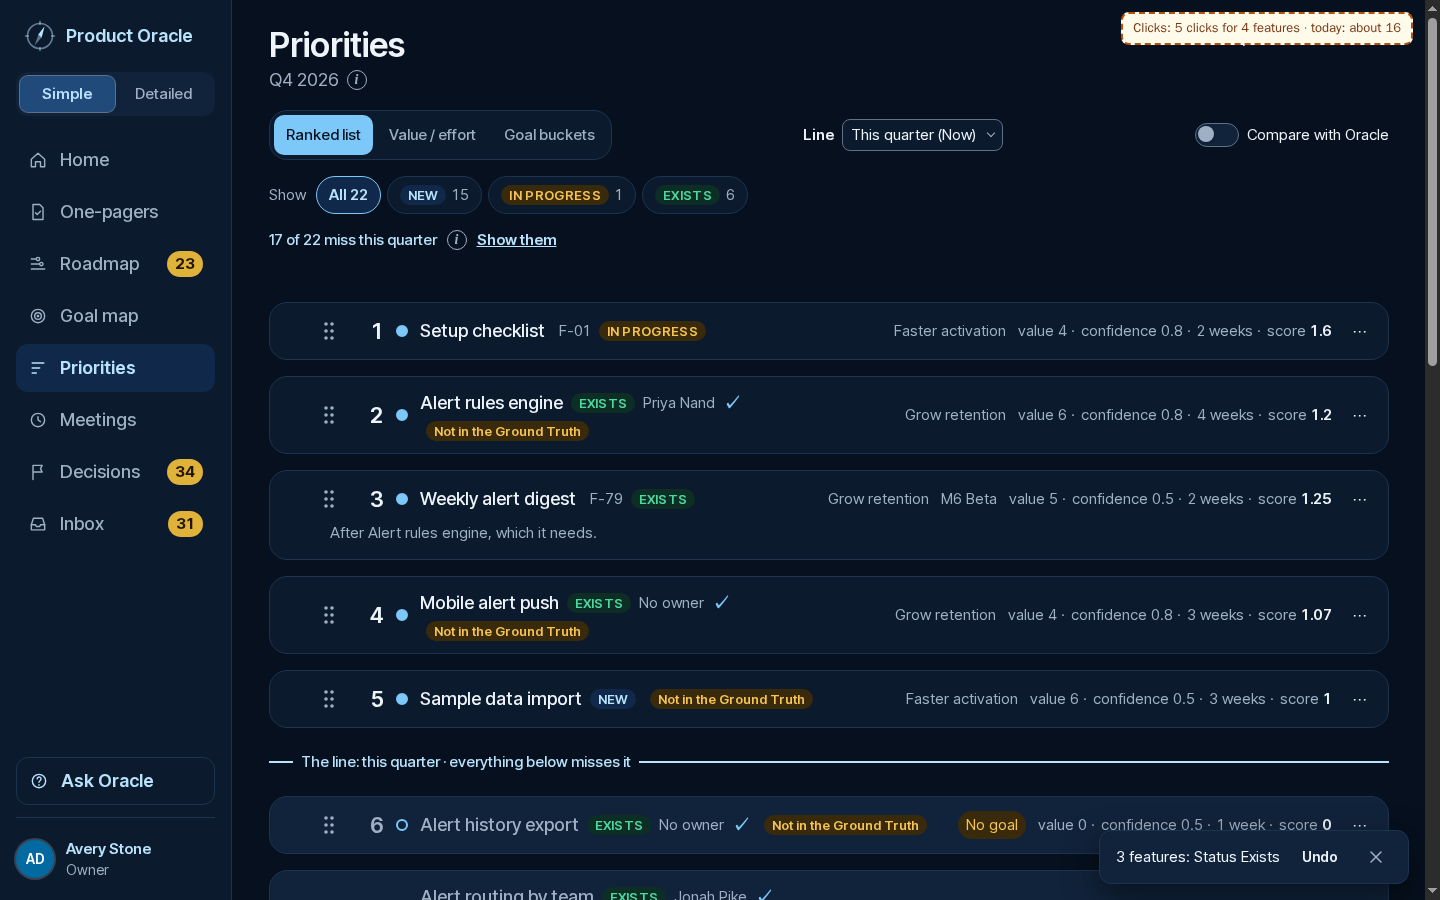 Product Oracle
Simple
Detailed
Home
One-pagers
Roadmap
23
Goal map
Priorities
Meetings
Decisions
34
Inbox
31
Ask Oracle
AD
Avery Stone
Owner
Clicks: 5 clicks for 4 features · today: about 16
Priorities
Q4 2026 i
Ranked list
Value / effort
Goal buckets
Line
This quarter (Now)
Compare with Oracle
Show
All 22
NEW 15
IN PROGRESS 1
EXISTS 6
17 of 22 miss this quarter i Show them
1 Setup checklist F-01 IN PROGRESS Faster activation value 4 · confidence 0.8 · 2 weeks · score 1.6 ...
2 Alert rules engine EXISTS Priya Nand ✓ Grow retention value 6 · confidence 0.8 · 4 weeks · score 1.2 ...
Not in the Ground Truth
3 Weekly alert digest F-79 EXISTS Grow retention M6 Beta value 5 · confidence 0.5 · 2 weeks · score 1.25 ...
After Alert rules engine, which it needs.
4 Mobile alert push EXISTS No owner ✓ Grow retention value 4 · confidence 0.8 · 3 weeks · score 1.07 ...
Not in the Ground Truth
5 Sample data import NEW Not in the Ground Truth Faster activation value 6 · confidence 0.5 · 3 weeks · score 1 ...
The line: this quarter · everything below misses it
6 Alert history export EXISTS No owner ✓ Not in the Ground Truth No goal value 0 · confidence 0.5 · 1 week · score 0 ...
3 features: Status Exists Undo
Alert routing by team EXISTS Jonah Pike ✓